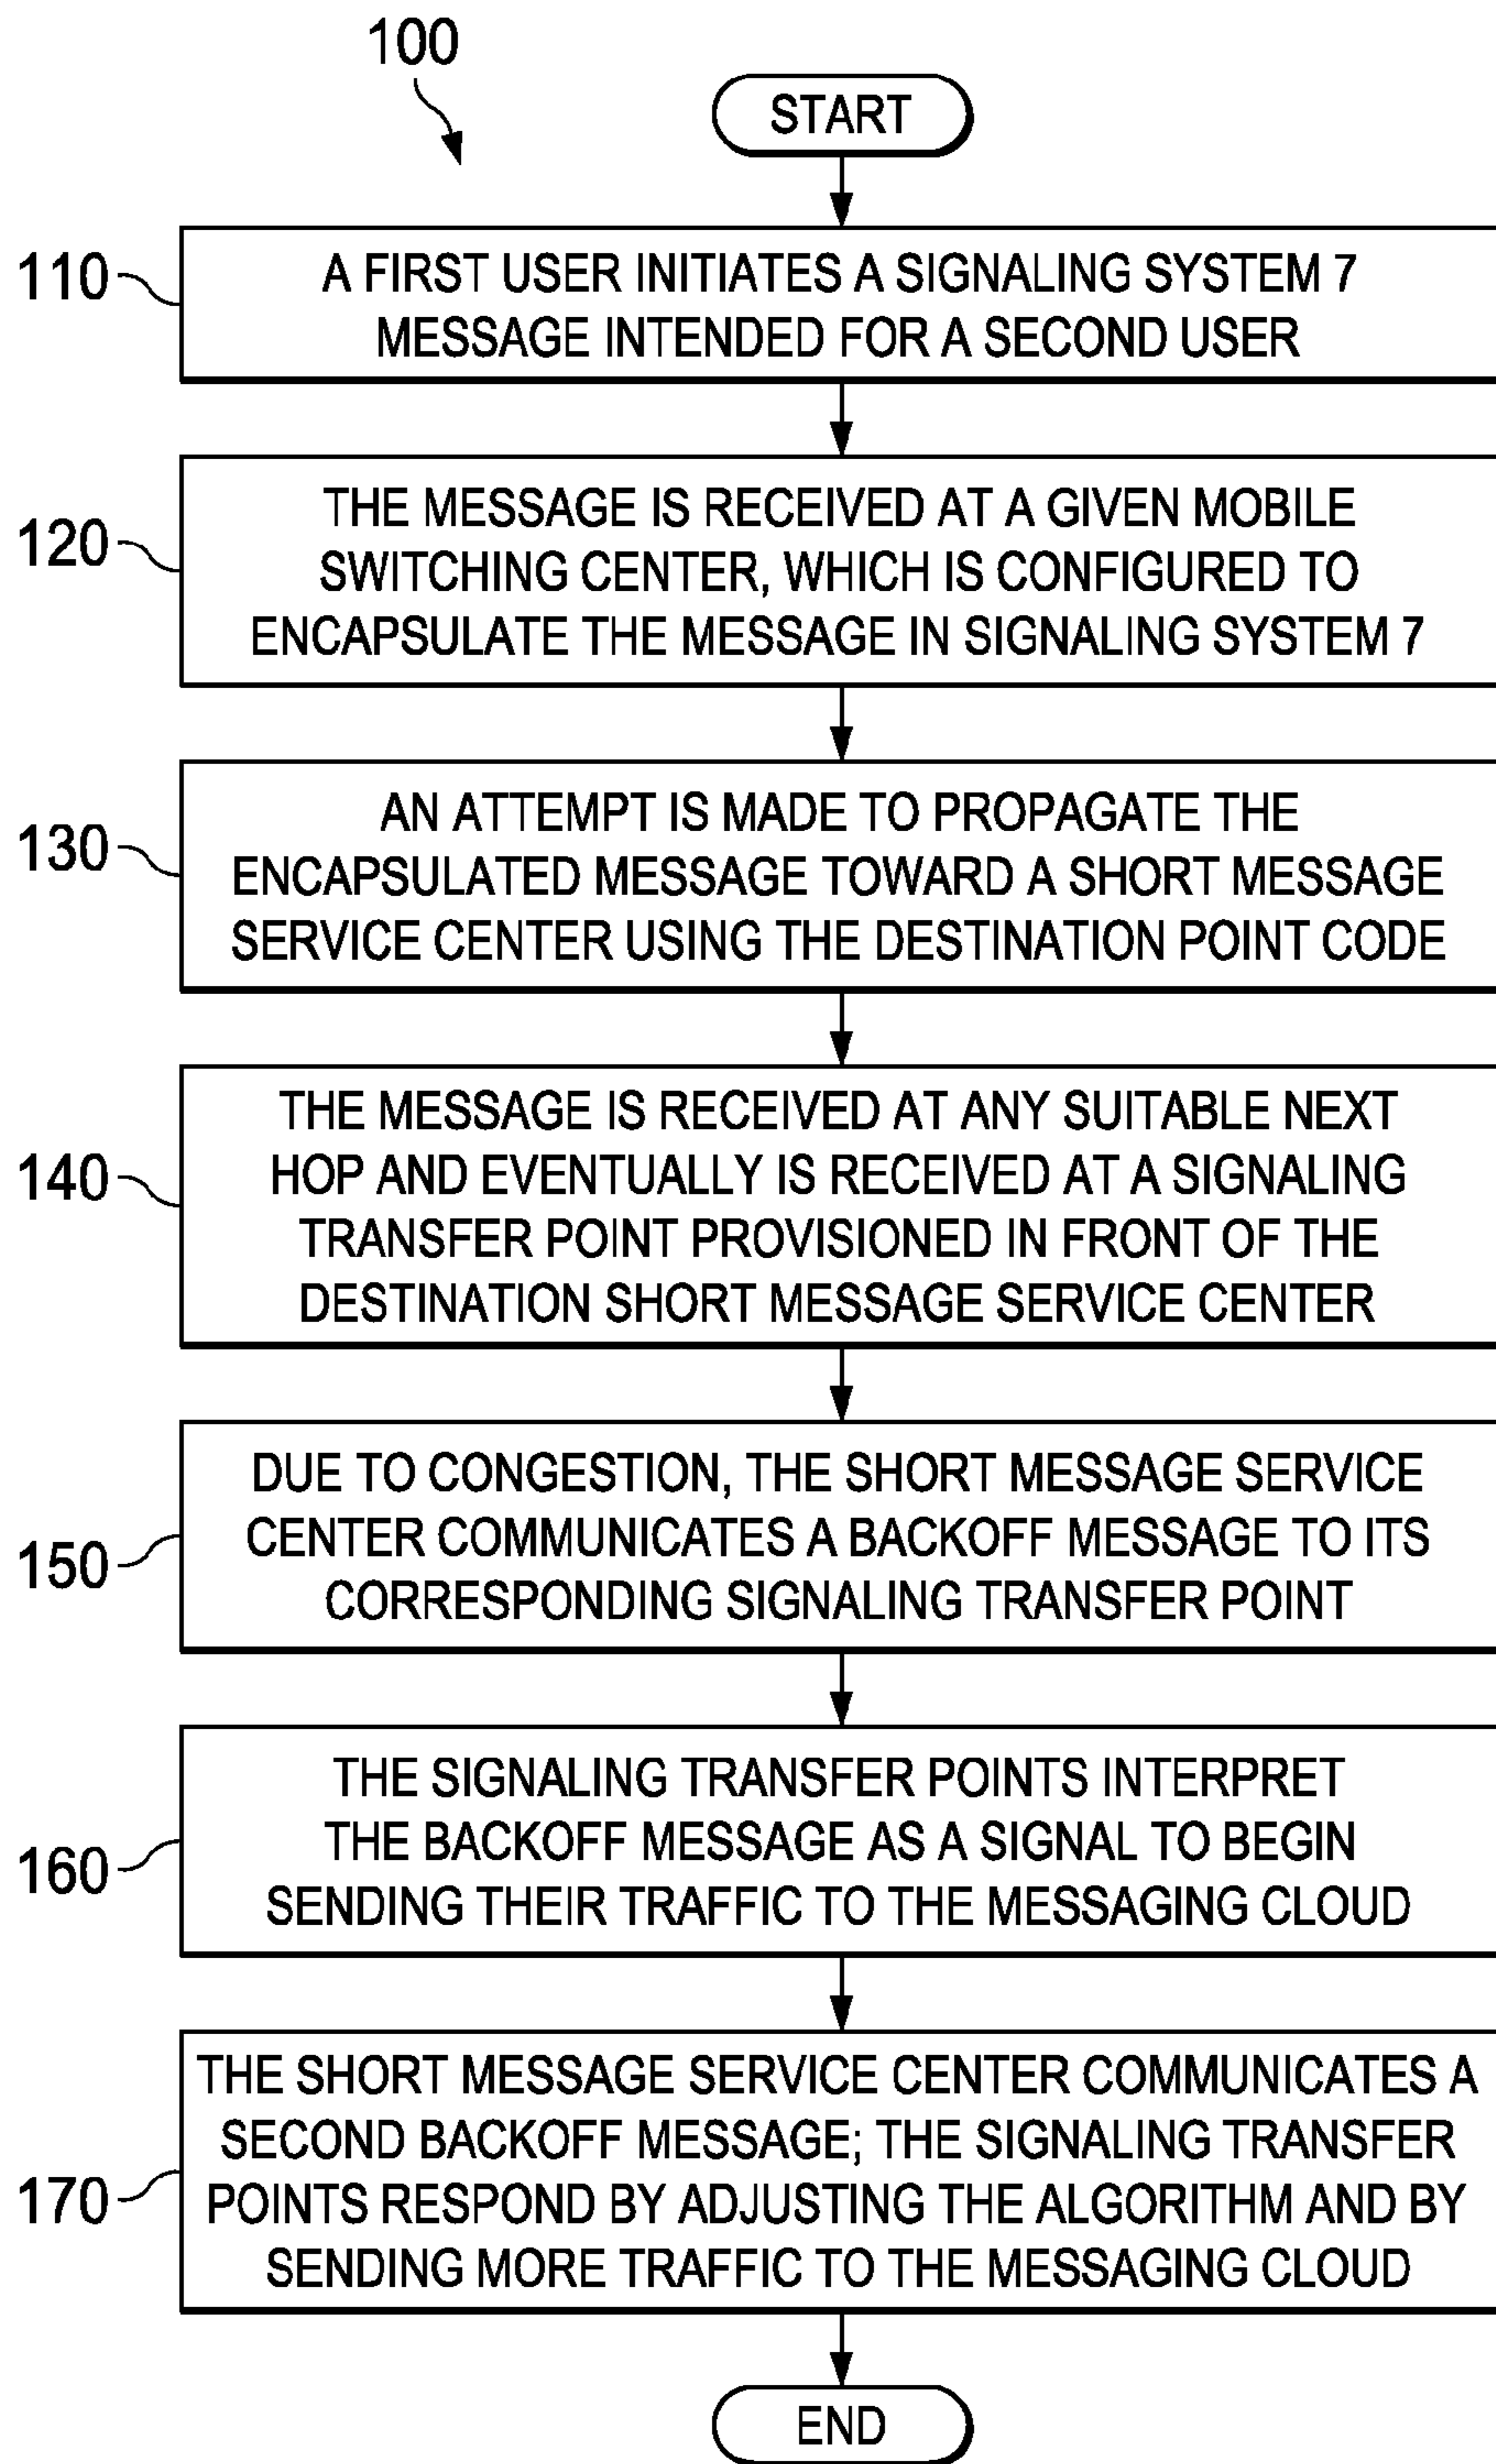 100
START
110
A FIRST USER INITIATES A SIGNALING SYSTEM 7
MESSAGE INTENDED FOR A SECOND USER
120
THE MESSAGE IS RECEIVED AT A GIVEN MOBILE
SWITCHING CENTER, WHICH IS CONFIGURED TO
ENCAPSULATE THE MESSAGE IN SIGNALING SYSTEM 7
130
AN ATTEMPT IS MADE TO PROPAGATE THE
ENCAPSULATED MESSAGE TOWARD A SHORT MESSAGE
SERVICE CENTER USING THE DESTINATION POINT CODE
140
THE MESSAGE IS RECEIVED AT ANY SUITABLE NEXT
HOP AND EVENTUALLY IS RECEIVED AT A SIGNALING
TRANSFER POINT PROVISIONED IN FRONT OF THE
DESTINATION SHORT MESSAGE SERVICE CENTER
150
DUE TO CONGESTION, THE SHORT MESSAGE SERVICE
CENTER COMMUNICATES A BACKOFF MESSAGE TO ITS
CORRESPONDING SIGNALING TRANSFER POINT
160
THE SIGNALING TRANSFER POINTS INTERPRET
THE BACKOFF MESSAGE AS A SIGNAL TO BEGIN
SENDING THEIR TRAFFIC TO THE MESSAGING CLOUD
170
THE SHORT MESSAGE SERVICE CENTER COMMUNICATES A
SECOND BACKOFF MESSAGE; THE SIGNALING TRANSFER
POINTS RESPOND BY ADJUSTING THE ALGORITHM AND BY
SENDING MORE TRAFFIC TO THE MESSAGING CLOUD
END